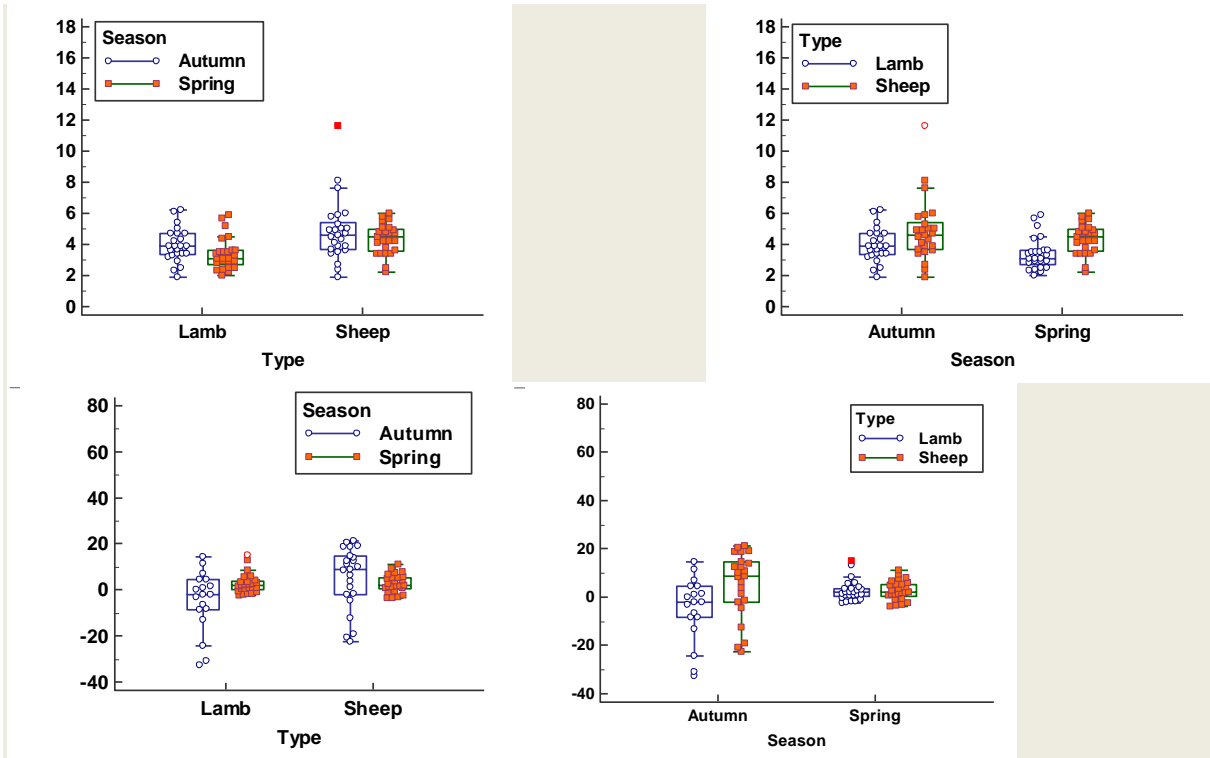 18
16
14
12
10
8
6
4
2
0
Season
Autumn
Spring
Lamb Sheep
Type
18
16
14
12
10
8
6
4
2
0
Type
Lamb
Sheep
Autumn Spring
Season
80
60
40
20
0
-20
-40
Season
Autumn
Spring
Lamb Sheep
Type
80
60
40
20
0
-20
-40
Type
Lamb
Sheep
Autumn Spring
Season